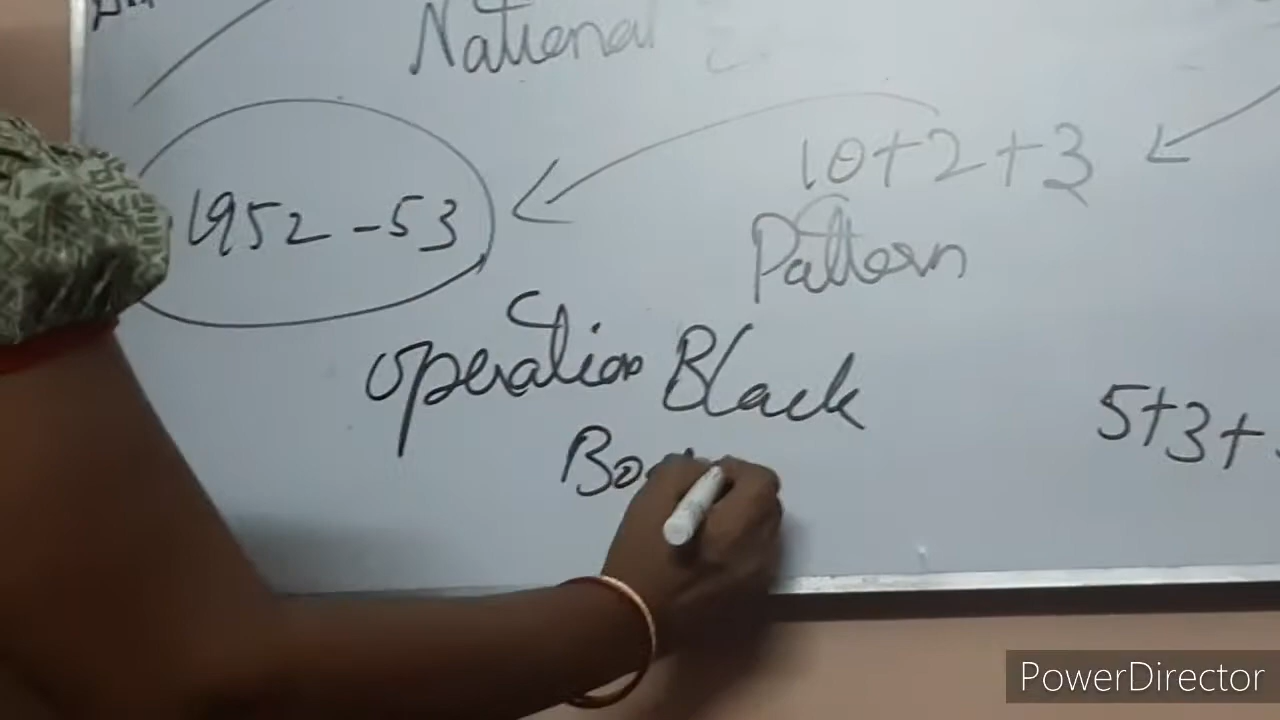 National
10+2+3
1952-53
Pattern
Operation Black
5+3+
PowerDirector